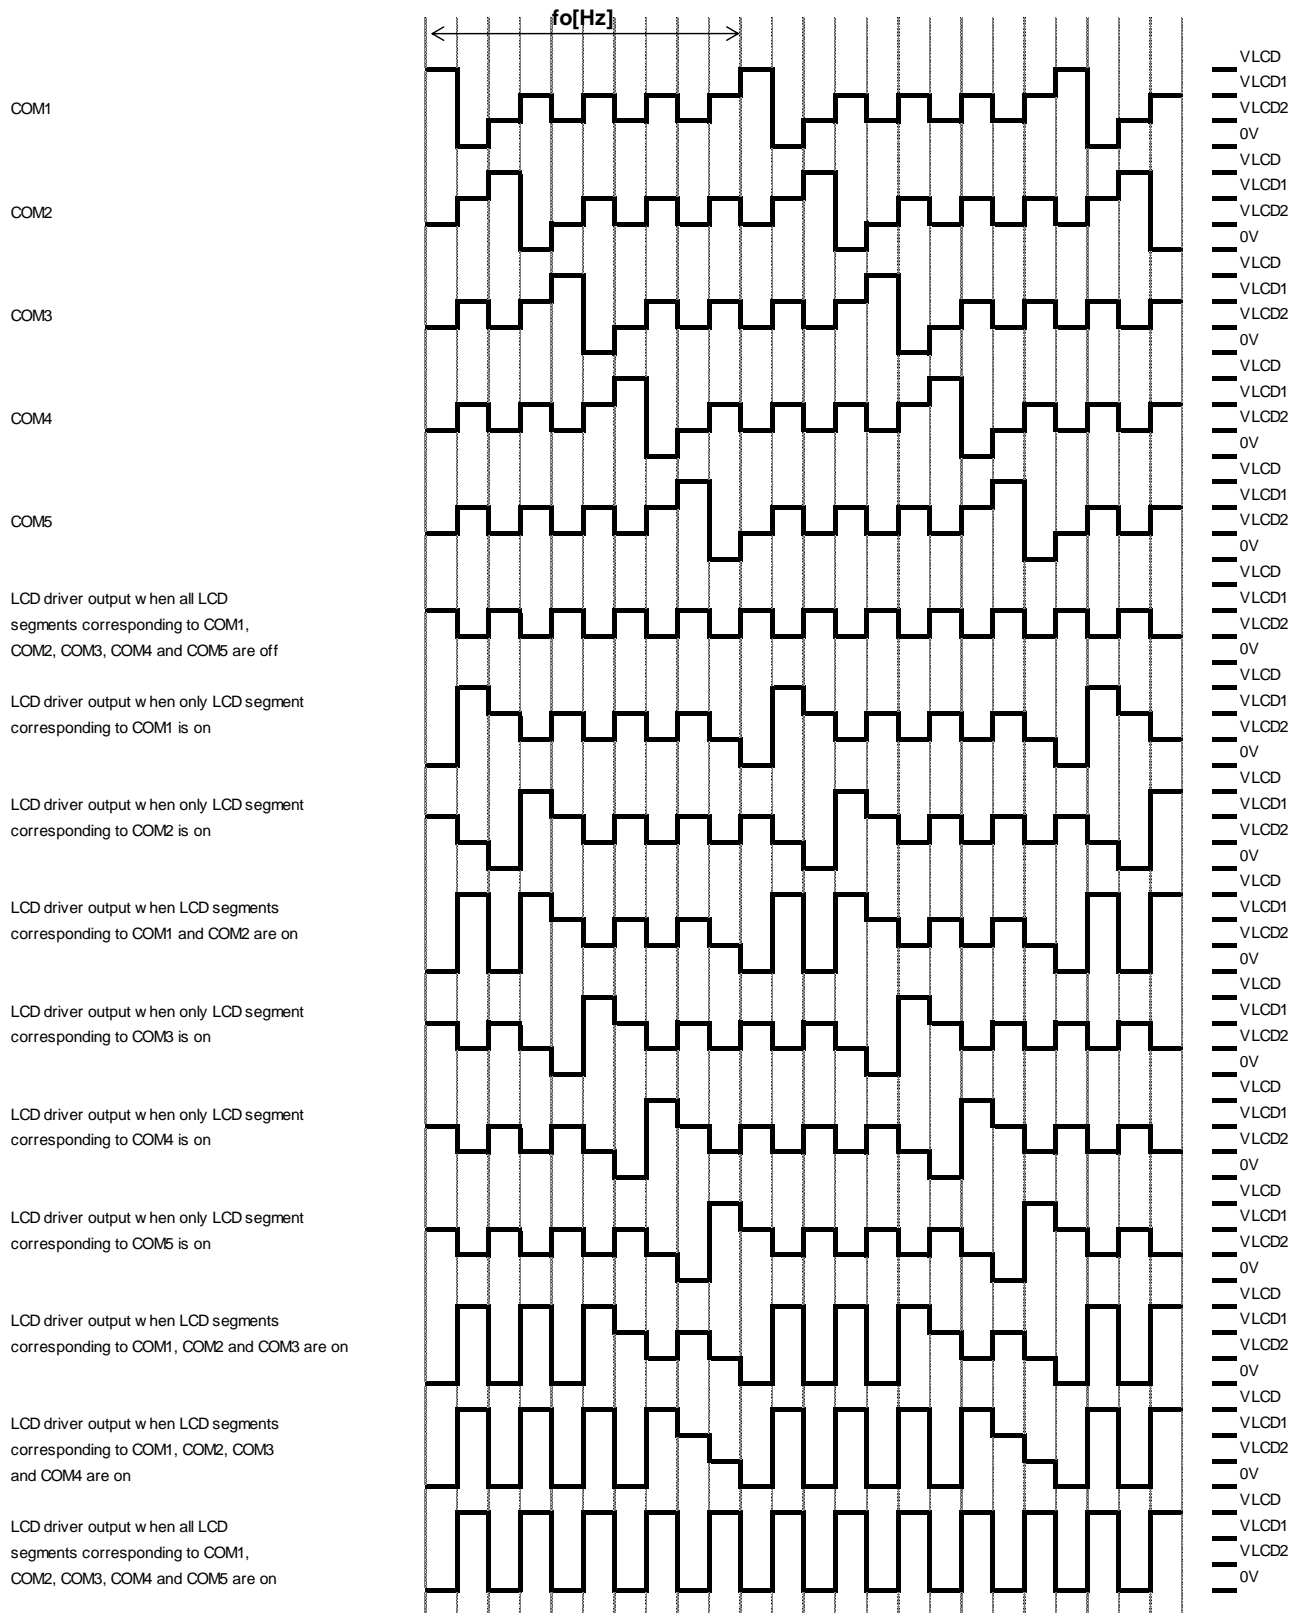 fo[Hz]
VLCD
VLCD1
COM1
VLCD2
0V
VLCD
VLCD1
COM2
VLCD2
0V
VLCD
VLCD1
COM3
VLCD2
0V
VLCD
VLCD1
COM4
VLCD2
0V
VLCD
VLCD1
COM5
VLCD2
0V
VLCD
LCD driver output when all LCD
VLCD1
segments corresponding to COM1,
VLCD2
COM2, COM3, COM4 and COM5 are off
0V
VLCD
LCD driver output when only LCD segment
VLCD1
corresponding to COM1 is on
VLCD2
0V
VLCD
LCD driver output when only LCD segment
VLCD1
corresponding to COM2 is on
VLCD2
0V
VLCD
LCD driver output when LCD segments
VLCD1
corresponding to COM1 and COM2 are on
VLCD2
0V
VLCD
LCD driver output when only LCD segment
VLCD1
corresponding to COM3 is on
VLCD2
0V
VLCD
LCD driver output when only LCD segment
VLCD1
corresponding to COM4 is on
VLCD2
0V
VLCD
LCD driver output when only LCD segment
VLCD1
corresponding to COM5 is on
VLCD2
0V
VLCD
LCD driver output when LCD segments
VLCD1
corresponding to COM1, COM2 and COM3 are on
VLCD2
0V
VLCD
LCD driver output when LCD segments
VLCD1
corresponding to COM1, COM2, COM3
VLCD2
and COM4 are on
0V
VLCD
LCD driver output when all LCD
VLCD1
segments corresponding to COM1,
VLCD2
COM2, COM3, COM4 and COM5 are on
0V